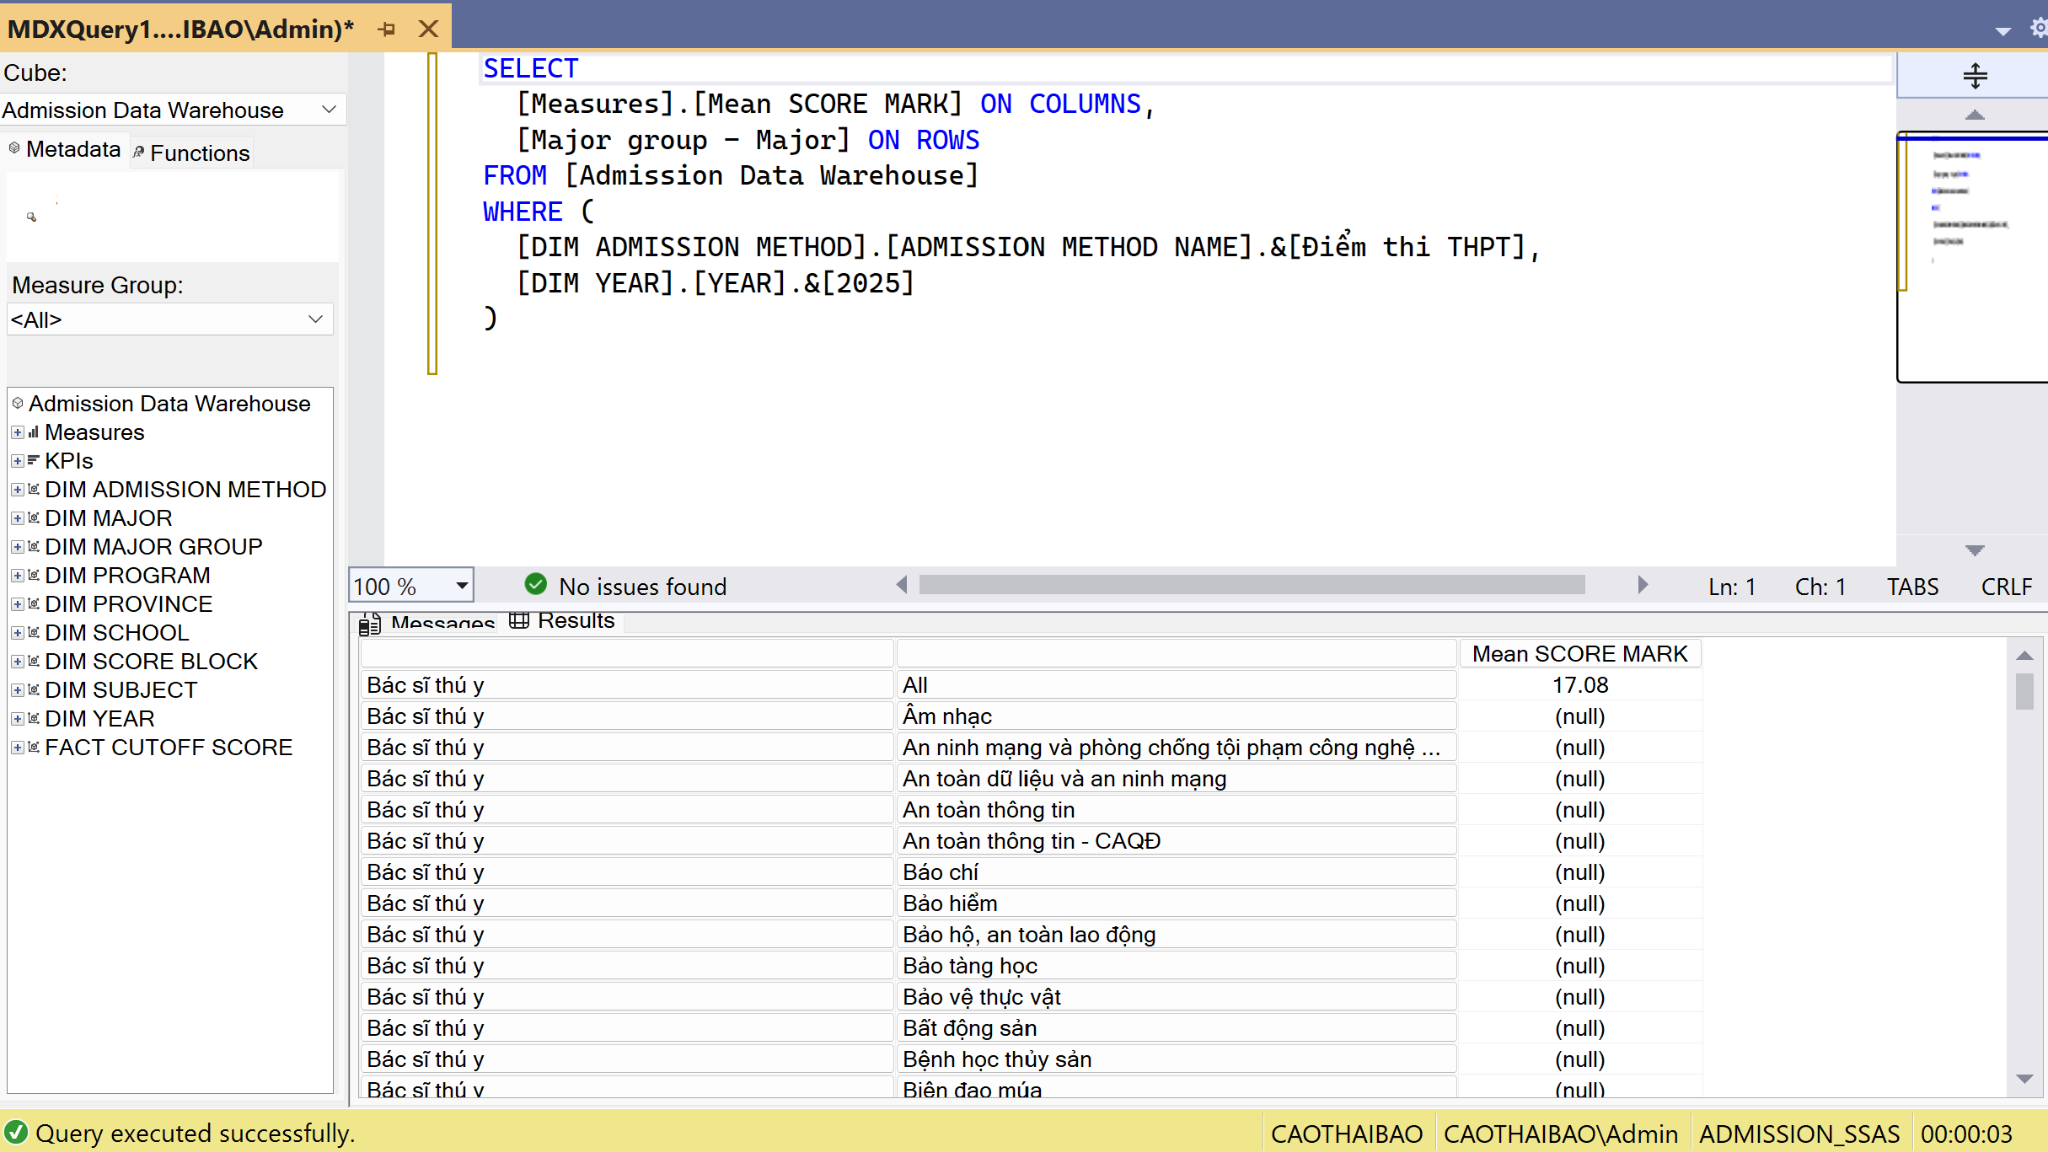 MDXQuery1....IBAO\Admin)*
Cube:
Admission Data Warehouse
Metadata
Functions
Measure Group:
<All>
Admission Data Warehouse
Measures
KPIs
DIM ADMISSION METHOD
DIM MAJOR
DIM MAJOR GROUP
DIM PROGRAM
DIM PROVINCE
DIM SCHOOL
DIM SCORE BLOCK
DIM SUBJECT
DIM YEAR
FACT CUTOFF SCORE
SELECT
[Measures].[Mean SCORE MARK] ON COLUMNS,
[Major group - Major] ON ROWS
FROM [Admission Data Warehouse]
WHERE (
[DIM ADMISSION METHOD].[ADMISSION METHOD NAME].&[Điểm thi THPT],
[DIM YEAR].[YEAR].&[2025]
)
100 %
No issues found
Ln: 1 Ch: 1 TABS CRLF
Messages
Results
Mean SCORE MARK
Bác sĩ thú y All 17.08
Bác sĩ thú y Âm nhạc (null)
Bác sĩ thú y An ninh mạng và phòng chống tội phạm công nghệ ... (null)
Bác sĩ thú y An toàn dữ liệu và an ninh mạng (null)
Bác sĩ thú y An toàn thông tin (null)
Bác sĩ thú y An toàn thông tin - CAQĐ (null)
Bác sĩ thú y Báo chí (null)
Bác sĩ thú y Bảo hiểm (null)
Bác sĩ thú y Bảo hộ, an toàn lao động (null)
Bác sĩ thú y Bảo tàng học (null)
Bác sĩ thú y Bảo vệ thực vật (null)
Bác sĩ thú y Bất động sản (null)
Bác sĩ thú y Bệnh học thủy sản (null)
Bác sĩ thú y Biên đạo múa (null)
Query executed successfully.
CAOTHAIBAO CAOTHAIBAO\Admin ADMISSION_SSAS 00:00:03